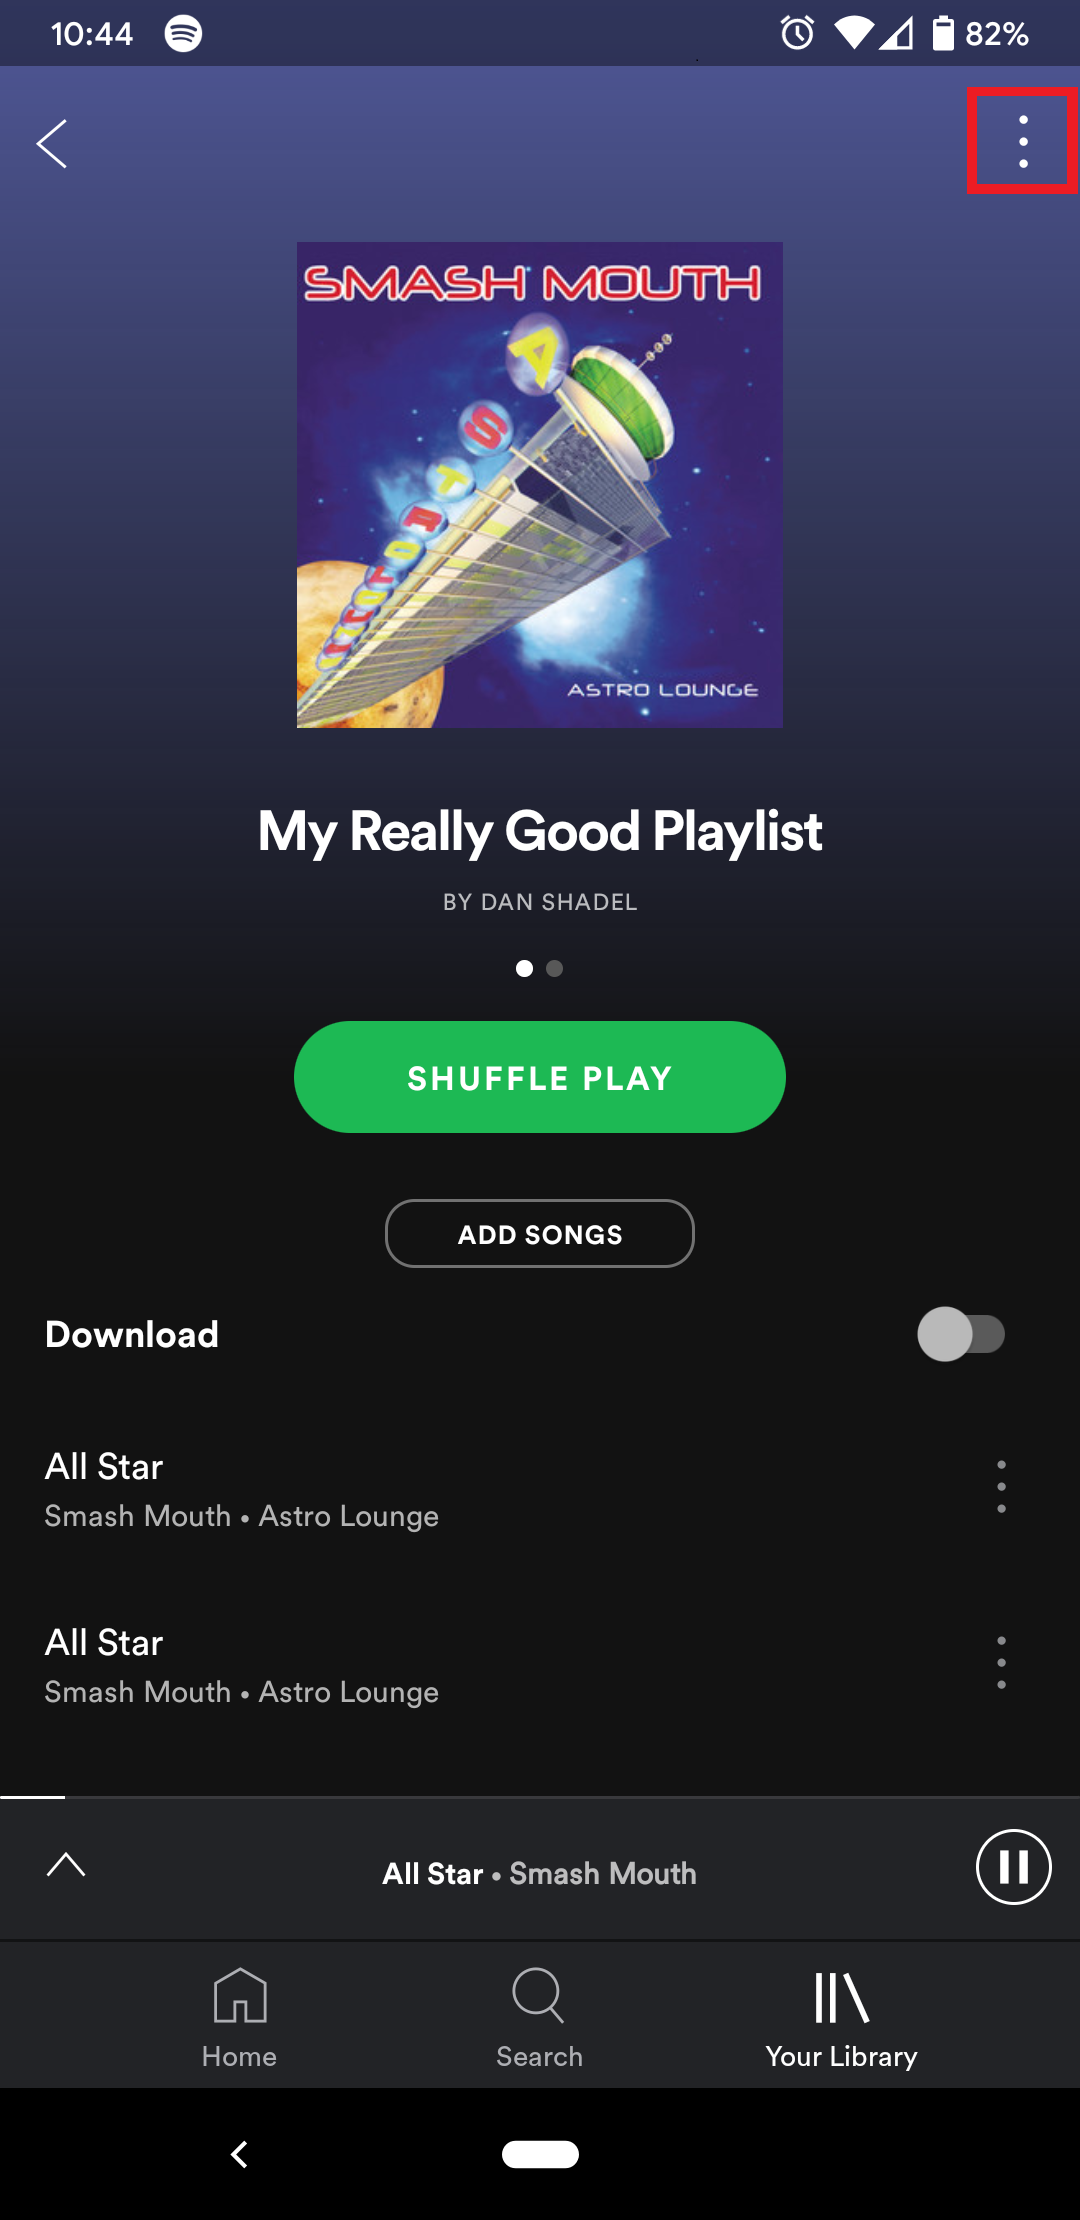 10:44
82%
SMASH MOUTH
ASTROLOUNGE
ASTRO LOUNGE
My Really Good Playlist
BY DAN SHADEL
SHUFFLE PLAY
ADD SONGS
Download
All Star
Smash Mouth • Astro Lounge
All Star
Smash Mouth • Astro Lounge
All Star • Smash Mouth
Home
Search
Your Library